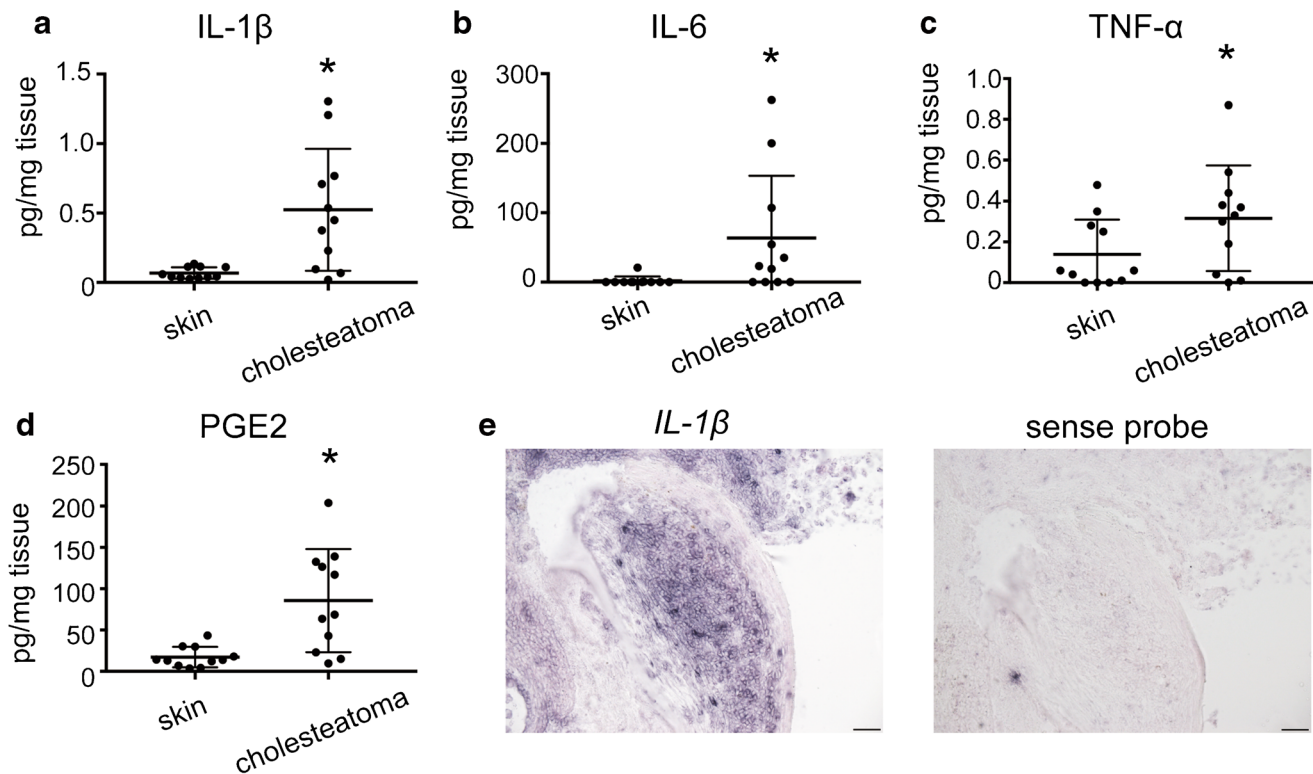 a
IL-1β
*
1.5
1.0
0.5
0
pg/mg tissue
skin
cholesteatoma
b
IL-6
*
300
200
100
0
pg/mg tissue
skin
cholesteatoma
c
TNF-α
*
1.0
0.8
0.6
0.4
0.2
0
pg/mg tissue
skin
cholesteatoma
d
PGE2
*
250
200
150
100
50
0
pg/mg tissue
skin
cholesteatoma
e
IL-1β
sense probe